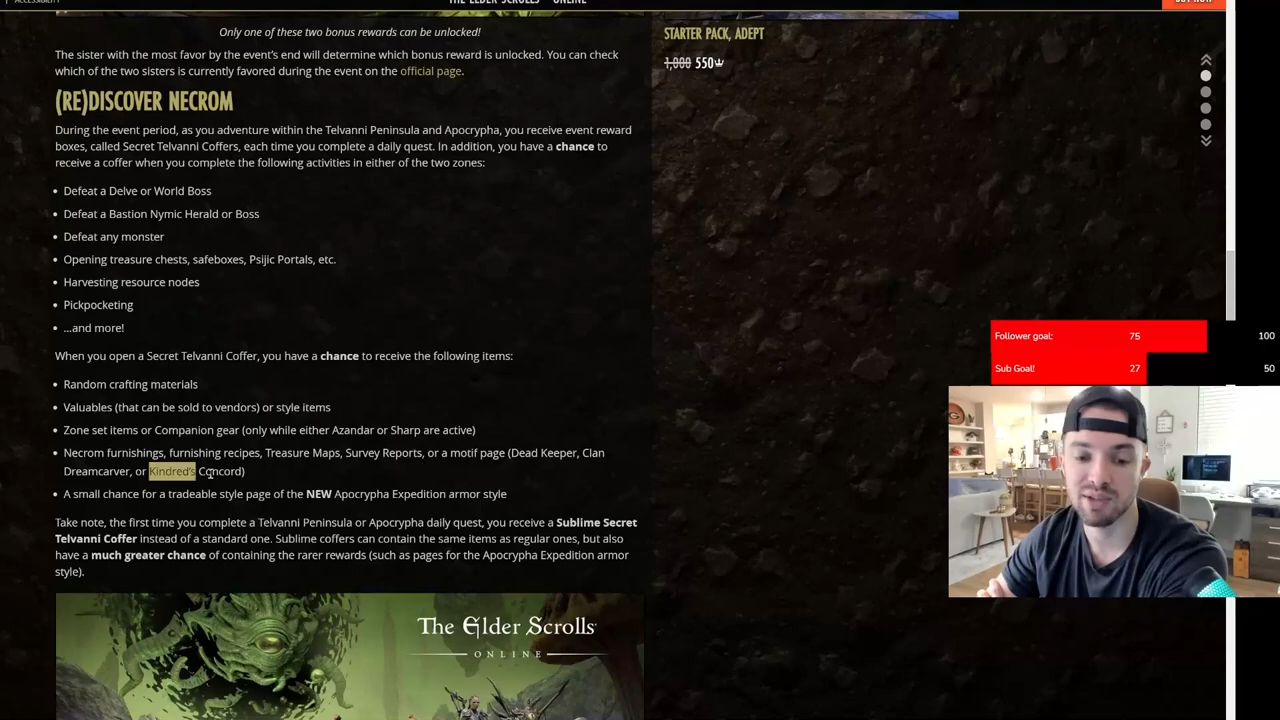 Only one of these two bonus rewards can be unlocked!
The sister with the most favor by the event's end will determine which bonus reward is unlocked. You can check
which of the two sisters is currently favored during the event on the official page.
(RE)DISCOVER NECROM
During the event period, as you adventure within the Telvanni Peninsula and Apocrypha, you receive event reward
boxes, called Secret Telvanni Coffers, each time you complete a daily quest. In addition, you have a chance to
receive a coffer when you complete the following activities in either of the two zones:
• Defeat a Delve or World Boss
• Defeat a Bastion Nymic Herald or Boss
• Defeat any monster
• Opening treasure chests, safeboxes, Psijic Portals, etc.
• Harvesting resource nodes
• Pickpocketing
• ...and more!
When you open a Secret Telvanni Coffer, you have a chance to receive the following items:
• Random crafting materials
• Valuables (that can be sold to vendors) or style items
• Zone set items or Companion gear (only while either Azandar or Sharp are active)
• Necrom furnishings, furnishing recipes, Treasure Maps, Survey Reports, or a motif page (Dead Keeper, Clan
Dreamcarver, or Kindred's Concord)
• A small chance for a tradeable style page of the NEW Apocrypha Expedition armor style
Take note, the first time you complete a Telvanni Peninsula or Apocrypha daily quest, you receive a Sublime Secret
Telvanni Coffer instead of a standard one. Sublime coffers can contain the same items as regular ones, but also
have a much greater chance of containing the rarer rewards (such as pages for the Apocrypha Expedition armor
style).
The Elder Scrolls
ONLINE
STARTER PACK, ADEPT
1,000 550
Follower goal: 75 100
Sub Goal! 27 50